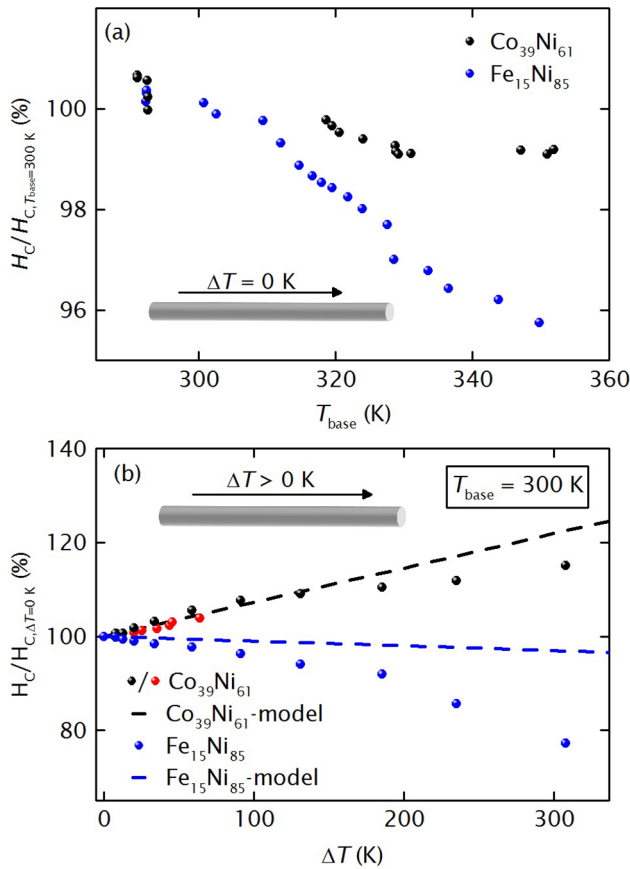 (a)
Co39Ni61
Fe15Ni85
100
98
96
HC/HC,Tbase=300 K (%)
ΔT = 0 K
300
320
340
360
Tbase (K)
(b)
ΔT > 0 K
Tbase = 300 K
140
120
100
80
HC/HC,ΔT=0 K (%)
/ Co39Ni61
Co39Ni61-model
Fe15Ni85
Fe15Ni85-model
0
100
200
300
ΔT (K)